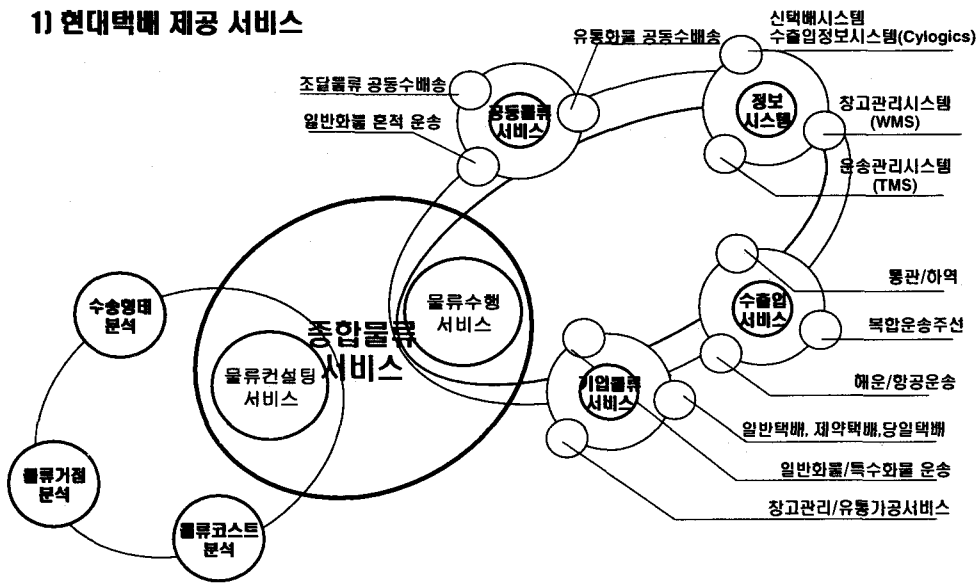 1) 현대택배 제공 서비스
신택배시스템
수출입정보시스템(Cylogics)
유통화물 공동수배송
조달물류 공동수배송
일반화물 혼적 운송
공동물류
서비스
정보
시스템
창고관리시스템
(WMS)
운송관리시스템
(TMS)
통관/하역
수출입
서비스
복합운송주선
해운/항공운송
물류수행
서비스
종합물류
서비스
수송형태
분석
물류컨설팅
서비스
기업물류
서비스
일반택배, 제약택배,당일택배
일반화물/특수화물 운송
창고관리/유통가공서비스
물류거점
분석
물류코스트
분석